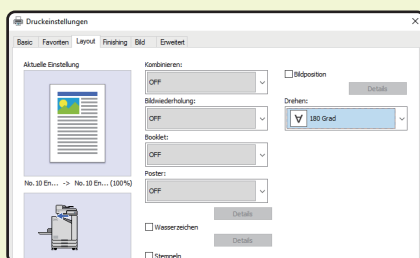 Druckeinstellungen
Basic Favoriten Layout Finishing Bild Erweitert
Aktuelle Einstellung
No. 10 En... -> No. 10 En... (100%)
Kombinieren:
OFF
Bildwiederholung:
OFF
Booklet:
OFF
Poster:
OFF
Details
Wasserzeichen
Details
Stempeln
Bildposition
Details
Drehen:
A 180 Grad